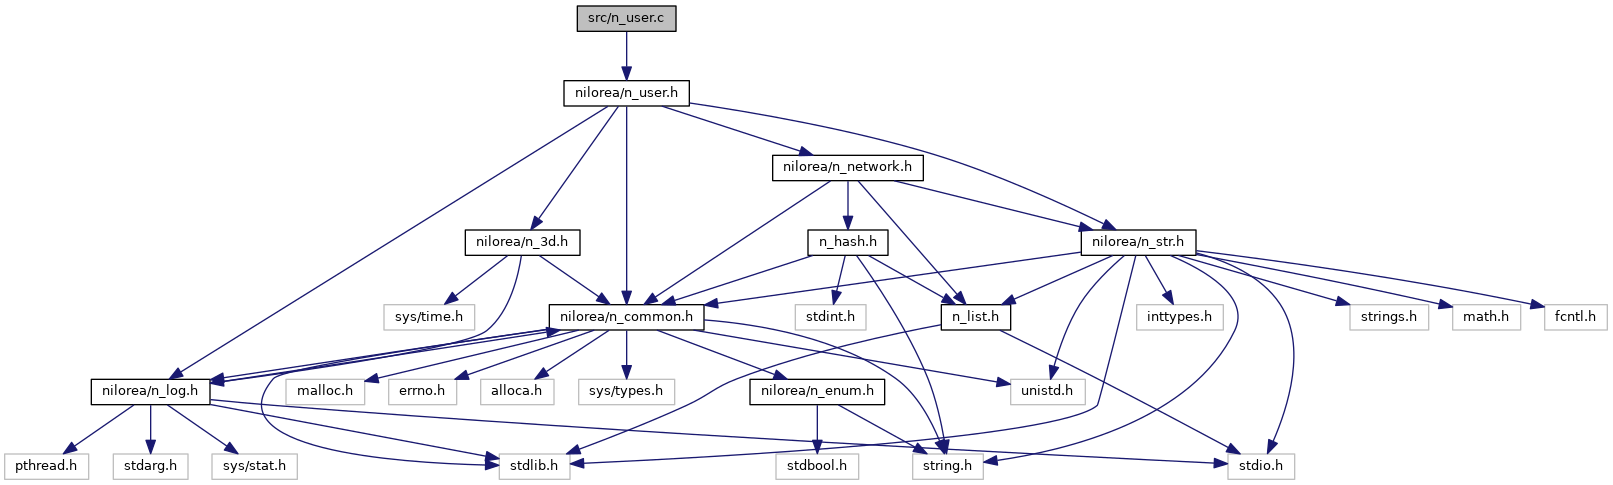 src/n_user.c
nilorea/n_user.h
nilorea/n_network.h
nilorea/n_3d.h
n_hash.h
nilorea/n_str.h
sys/time.h
nilorea/n_common.h
stdint.h
n_list.h
inttypes.h
strings.h
math.h
fcntl.h
nilorea/n_log.h
malloc.h
errno.h
alloca.h
sys/types.h
nilorea/n_enum.h
unistd.h
pthread.h
stdarg.h
sys/stat.h
stdlib.h
stdbool.h
string.h
stdio.h